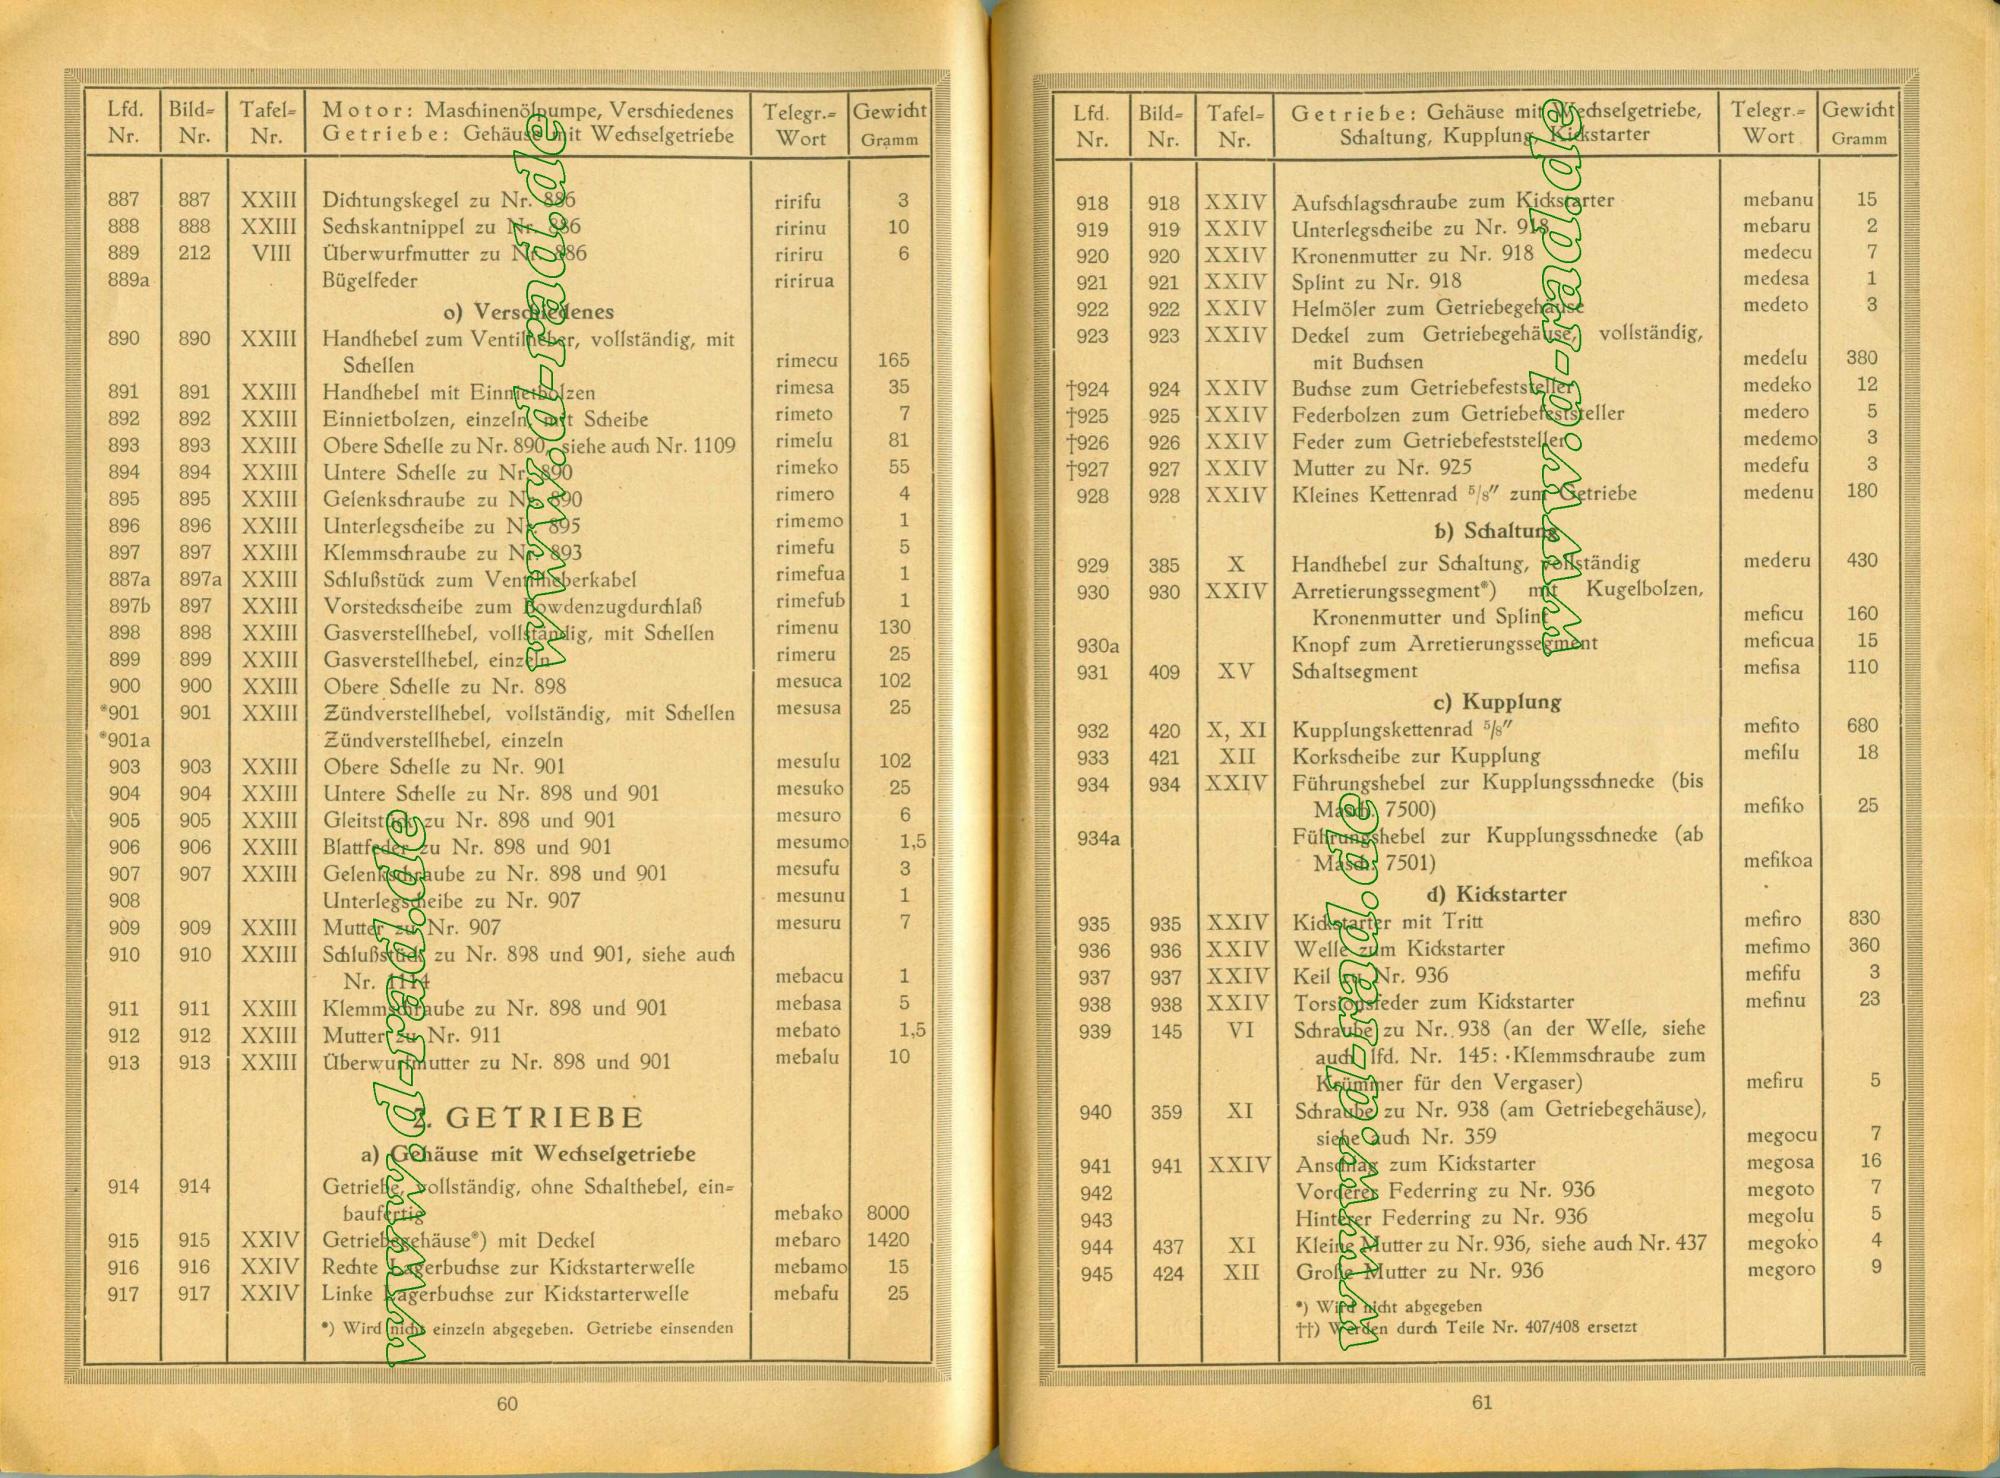 Lfd. Nr. Bild= Nr. Tafel= Nr. Motor: Maschinenölpumpe, Verschiedenes Telegr.= Wort Gewicht Gramm
Getriebe: Gehäuse mit Wechselgetriebe
887 887 XXIII Dichtungskegel zu Nr. 886 ririfu 3
888 888 XXIII Sechskantnippel zu Nr. 886 ririnu 10
889 212 VIII Überwurfmutter zu Nr. 886 ririru 6
889a Bügelfeder ririrua
o) Verschiedenes
890 890 XXIII Handhebel zum Ventilheber, vollständig, mit
Schellen rimecu 165
891 891 XXIII Handhebel mit Einnietbolzen rimesa 35
892 892 XXIII Einnietbolzen, einzeln, mit Scheibe rimeto 7
893 893 XXIII Obere Schelle zu Nr. 890, siehe auch Nr. 1109 rimelu 81
894 894 XXIII Untere Schelle zu Nr. 890 rimeko 55
895 895 XXIII Gelenkschraube zu Nr. 890 rimero 4
896 896 XXIII Unterlegscheibe zu Nr. 895 rimemo 1
897 897 XXIII Klemmschraube zu Nr. 893 rimefu 5
887a 897a XXIII Schlußstück zum Ventilheberkabel rimefua 1
897b 897 XXIII Vorsteckscheibe zum Bowdenzugdurchlaß rimefub 1
898 898 XXIII Gasverstellhebel, vollständig, mit Schellen rimenu 130
899 899 XXIII Gasverstellhebel, einzeln rimeru 25
900 900 XXIII Obere Schelle zu Nr. 898 mesuca 102
*901 901 XXIII Zündverstellhebel, vollständig, mit Schellen mesusa 25
*901a Zündverstellhebel, einzeln
903 903 XXIII Obere Schelle zu Nr. 901 mesulu 102
904 904 XXIII Untere Schelle zu Nr. 898 und 901 mesuko 25
905 905 XXIII Gleitstück zu Nr. 898 und 901 mesuro 6
906 906 XXIII Blattfeder zu Nr. 898 und 901 mesumo 1,5
907 907 XXIII Gelenkschraube zu Nr. 898 und 901 mesufu 3
908 Unterlegscheibe zu Nr. 907 mesunu 1
909 909 XXIII Mutter zu Nr. 907 mesuru 7
910 910 XXIII Schlußstück zu Nr. 898 und 901, siehe auch
Nr. 1114 mebacu 1
911 911 XXIII Klemmschraube zu Nr. 898 und 901 mebasa 5
912 912 XXIII Mutter zu Nr. 911 mebato 1,5
913 913 XXIII Überwurfmutter zu Nr. 898 und 901 mebalu 10
2. GETRIEBE
a) Gehäuse mit Wechselgetriebe
914 914 Getriebe, vollständig, ohne Schalthebel, ein=
baufertig mebako 8000
915 915 XXIV Getriebegehäuse*) mit Deckel mebaro 1420
916 916 XXIV Rechte Lagerbuchse zur Kickstarterwelle mebamo 15
917 917 XXIV Linke Lagerbuchse zur Kickstarterwelle mebafu 25
*) Wird nicht einzeln abgegeben. Getriebe einsenden
60
www.d-rad.de
www.d-rad.de
Lfd. Nr. Bild= Nr. Tafel= Nr. Getriebe: Gehäuse mit Wechselgetriebe, Telegr.= Wort Gewicht Gramm
Schaltung, Kupplung, Kickstarter
918 918 XXIV Aufschlagschraube zum Kickstarter mebanu 15
919 919 XXIV Unterlegscheibe zu Nr. 918 mebaru 2
920 920 XXIV Kronenmutter zu Nr. 918 medecu 7
921 921 XXIV Splint zu Nr. 918 medesa 1
922 922 XXIV Helmöler zum Getriebegehäuse medeto 3
923 923 XXIV Deckel zum Getriebegehäuse, vollständig,
mit Buchsen medelu 380
†924 924 XXIV Buchse zum Getriebefeststeller medeko 12
†925 925 XXIV Federbolzen zum Getriebefeststeller medero 5
†926 926 XXIV Feder zum Getriebefeststeller medemo 3
†927 927 XXIV Mutter zu Nr. 925 medefu 3
928 928 XXIV Kleines Kettenrad 5/8″ zum Getriebe medenu 180
b) Schaltung
929 385 X Handhebel zur Schaltung, vollständig mederu 430
930 930 XXIV Arretierungssegment*) mit Kugelbolzen,
Kronenmutter und Splint meficu 160
930a Knopf zum Arretierungssegment meficua 15
931 409 XV Schaltsegment mefisa 110
c) Kupplung
932 420 X, XI Kupplungskettenrad 5/8″ mefito 680
933 421 XII Korkscheibe zur Kupplung mefilu 18
934 934 XXIV Führungshebel zur Kupplungsschnecke (bis
Masch. 7500) mefiko 25
934a Führungshebel zur Kupplungsschnecke (ab
Masch. 7501) mefikoa
d) Kickstarter
935 935 XXIV Kickstarter mit Tritt mefiro 830
936 936 XXIV Welle zum Kickstarter mefimo 360
937 937 XXIV Keil zu Nr. 936 mefifu 3
938 938 XXIV Torsionsfeder zum Kickstarter mefinu 23
939 145 VI Schraube zu Nr. 938 (an der Welle, siehe
auch lfd. Nr. 145: Klemmschraube zum
Krümmer für den Vergaser) mefiru 5
940 359 XI Schraube zu Nr. 938 (am Getriebegehäuse),
siehe auch Nr. 359 megocu 7
941 941 XXIV Anschlag zum Kickstarter megosa 16
942 Vorderer Federring zu Nr. 936 megoto 7
943 Hinterer Federring zu Nr. 936 megolu 5
944 437 XI Kleine Mutter zu Nr. 936, siehe auch Nr. 437 megoko 4
945 424 XII Große Mutter zu Nr. 936 megoro 9
*) Wird nicht abgegeben
††) Werden durch Teile Nr. 407/408 ersetzt
61
www.d-rad.de
www.d-rad.de